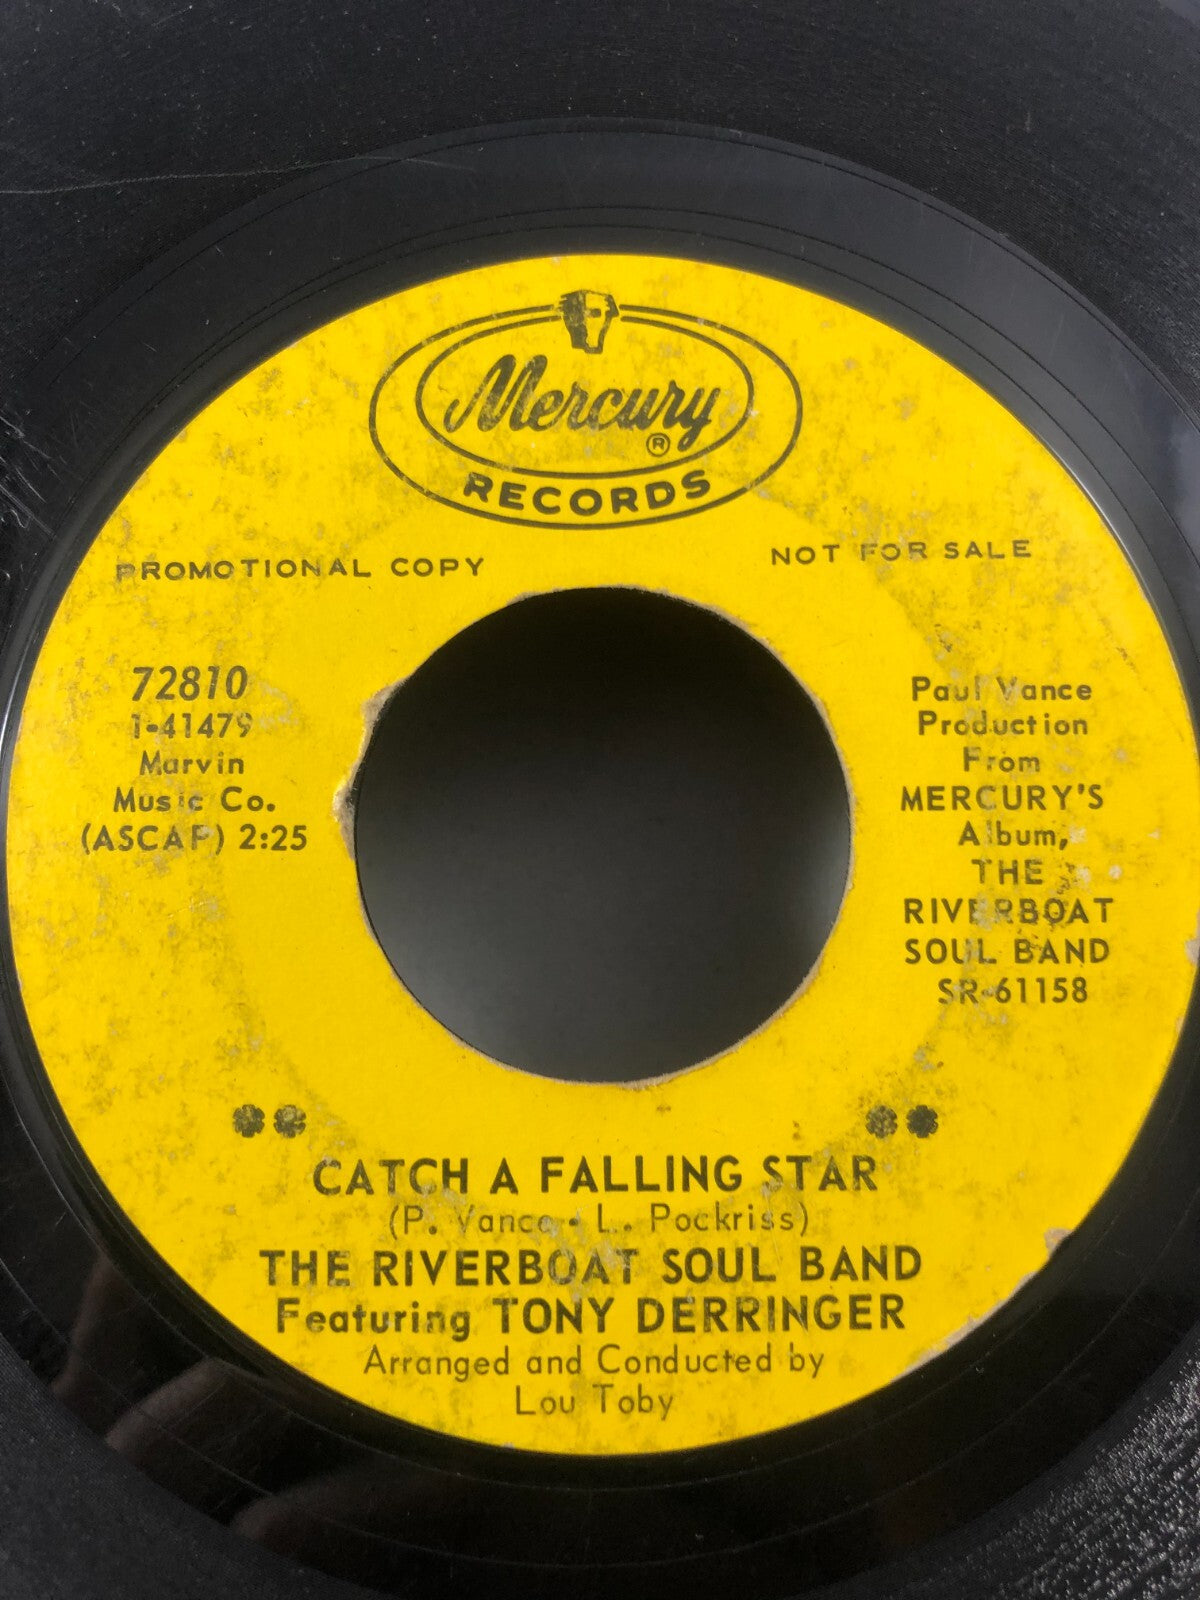 Mercury
®
RECORDS
PROMOTIONAL COPY
NOT FOR SALE
72810
1-41479
Marvin
Music Co.
(ASCAP) 2:25
Paul Vance
Production
From
MERCURY'S
Album,
THE
RIVERBOAT
SOUL BAND
SR-61158
CATCH A FALLING STAR
(P. Vance • L. Pockriss)
THE RIVERBOAT SOUL BAND
Featuring TONY DERRINGER
Arranged and Conducted by
Lou Toby